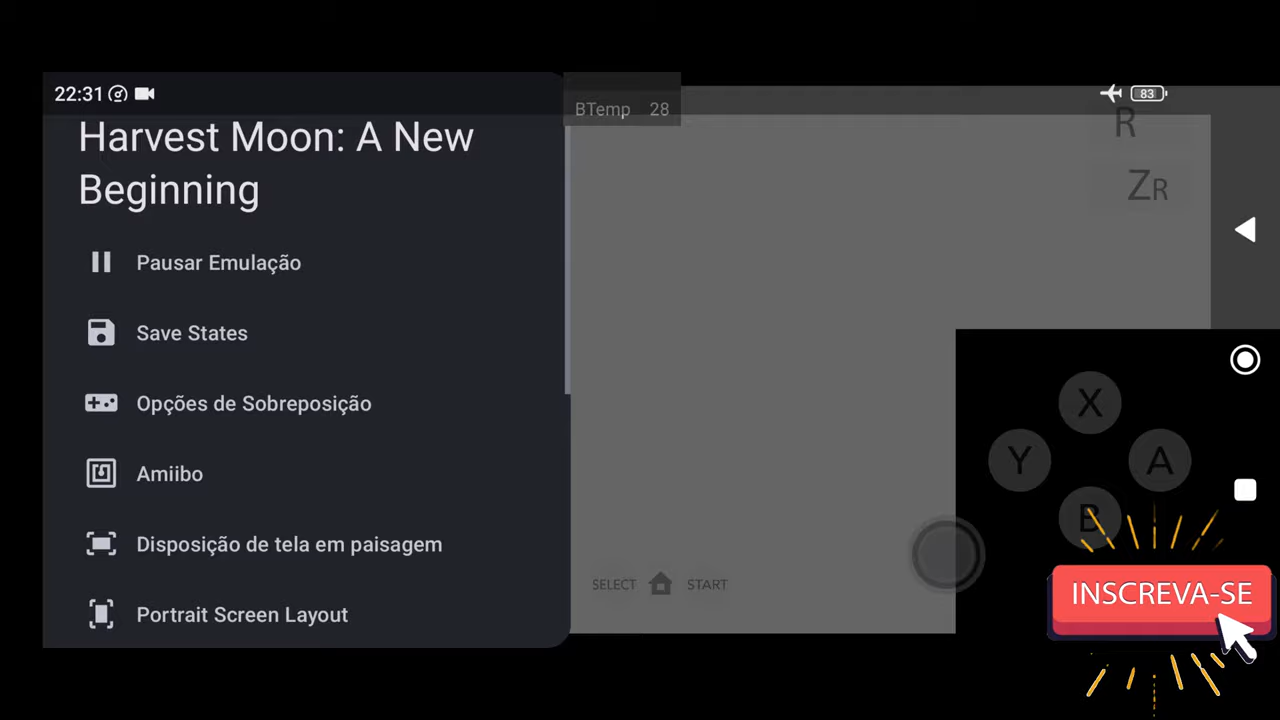 22:31
83
BTemp 28
Harvest Moon: A New
Beginning
R
ZR
Pausar Emulação
Save States
Opções de Sobreposição
Amiibo
Disposição de tela em paisagem
Portrait Screen Layout
X
Y
A
B
SELECT
START
INSCREVA-SE